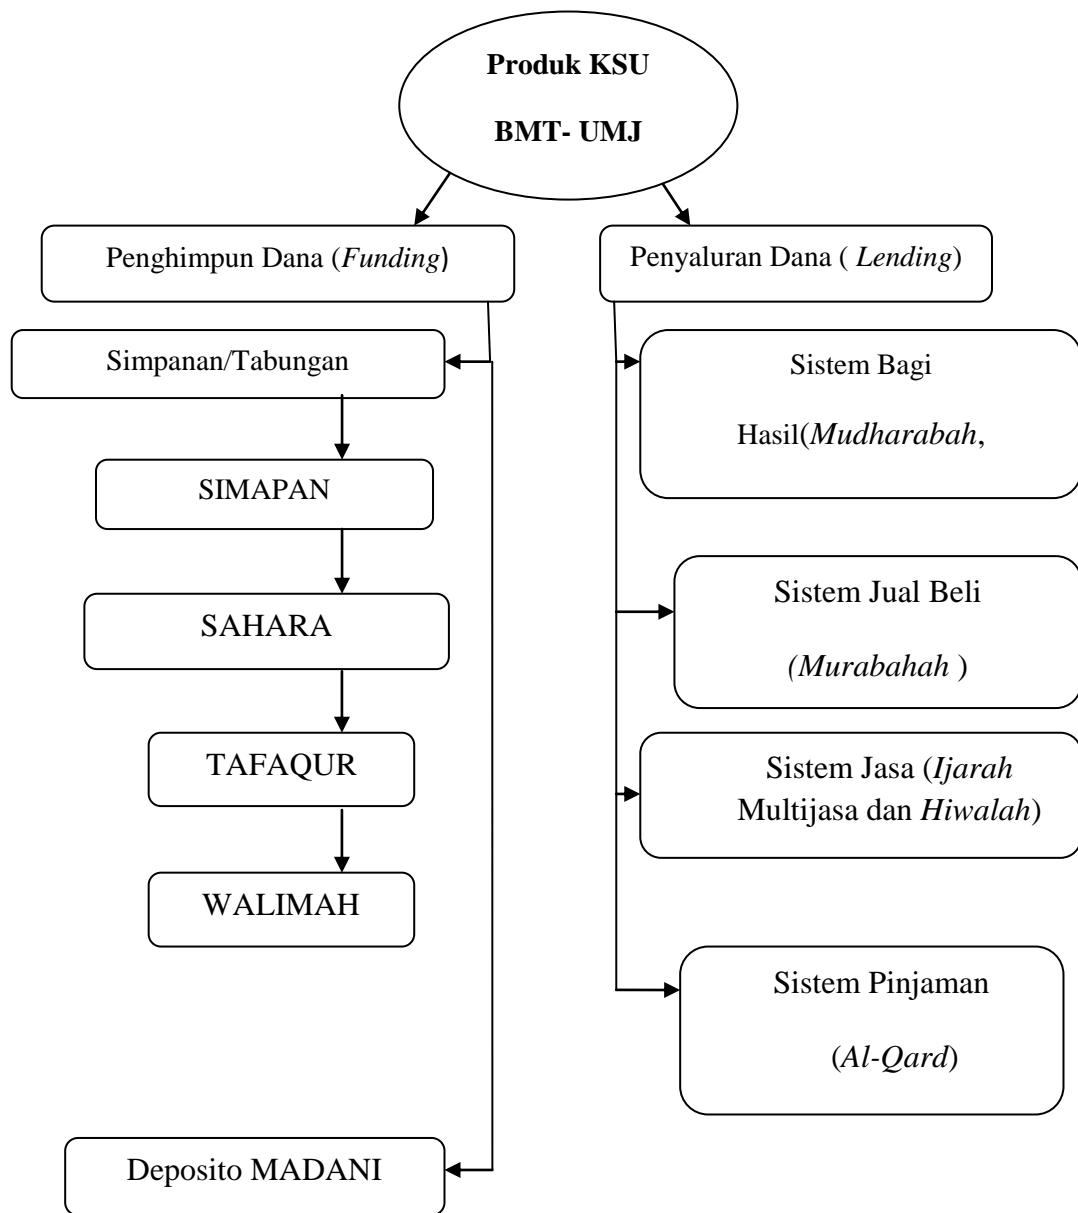 Produk KSU
BMT- UMJ
Penghimpun Dana (Funding)
Penyaluran Dana ( Lending)
Simpanan/Tabungan
SIMAPAN
SAHARA
TAFAQUR
WALIMAH
Deposito MADANI
Sistem Bagi
Hasil(Mudharabah,
Sistem Jual Beli
(Murabahah )
Sistem Jasa (Ijarah
Multijasa dan Hiwalah)
Sistem Pinjaman
(Al-Qard)